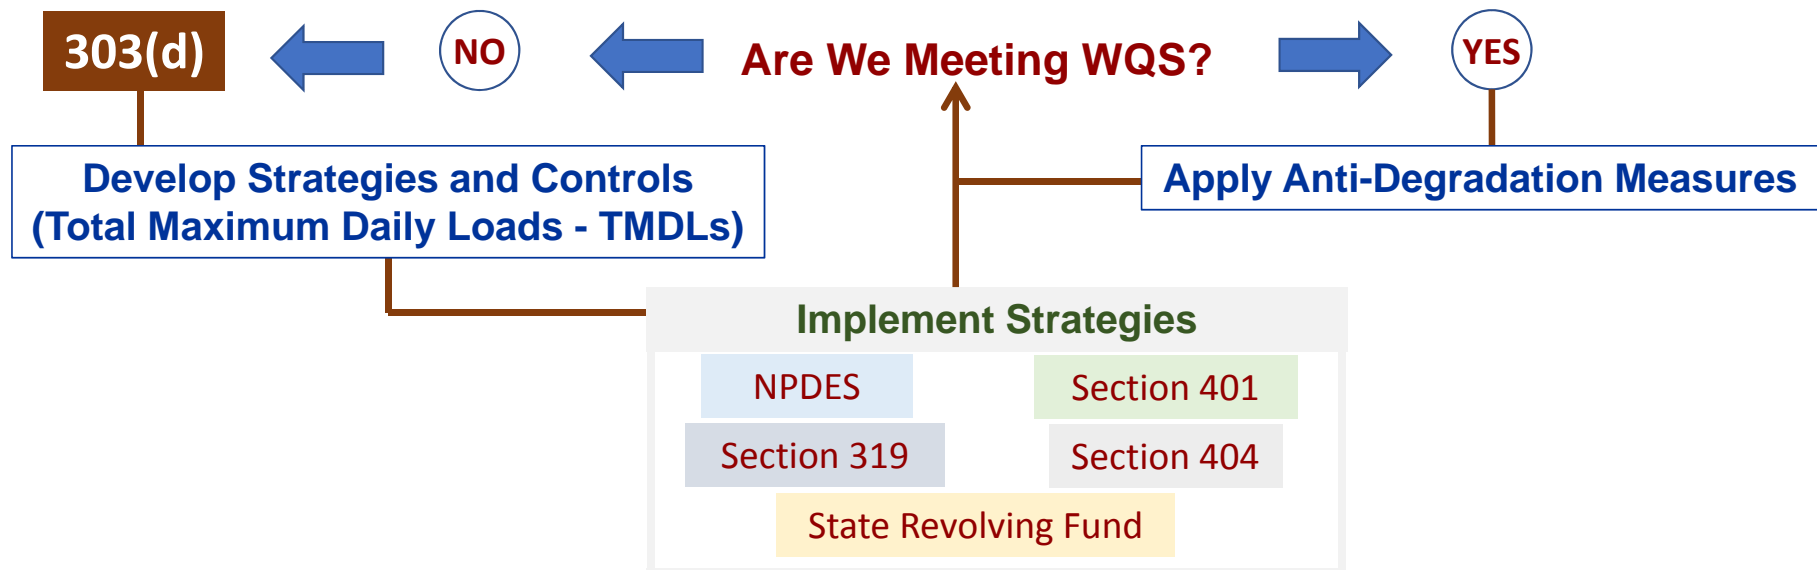 303(d)
NO
Are We Meeting WQS?
YES
Develop Strategies and Controls
(Total Maximum Daily Loads - TMDLs)
Apply Anti-Degradation Measures
Implement Strategies
NPDES
Section 401
Section 319
Section 404
State Revolving Fund